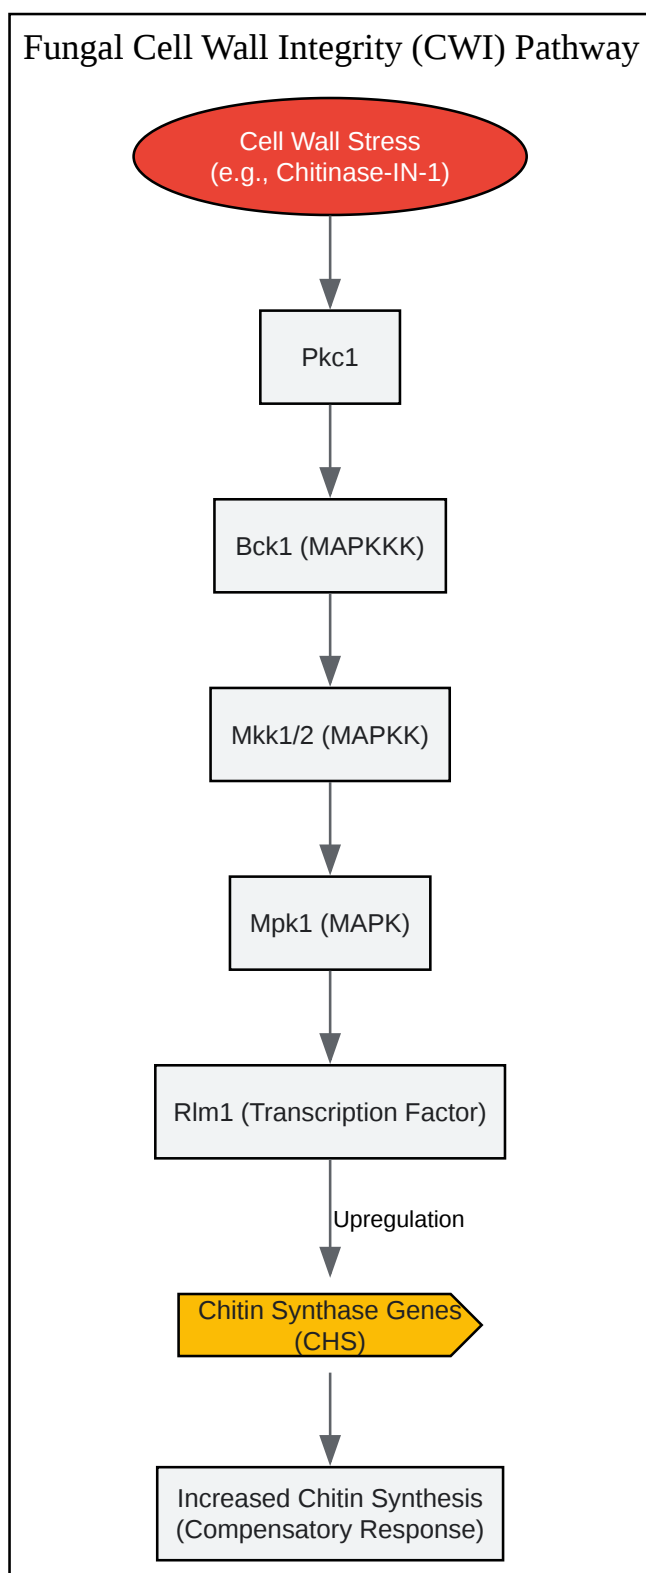 Fungal Cell Wall Integrity (CWI) Pathway
Cell Wall Stress
(e.g., Chitinase-IN-1)
Pkc1
Bck1 (MAPKKK)
Mkk1/2 (MAPKK)
Mpk1 (MAPK)
Rlm1 (Transcription Factor)
Upregulation
Chitin Synthase Genes
(CHS)
Increased Chitin Synthesis
(Compensatory Response)